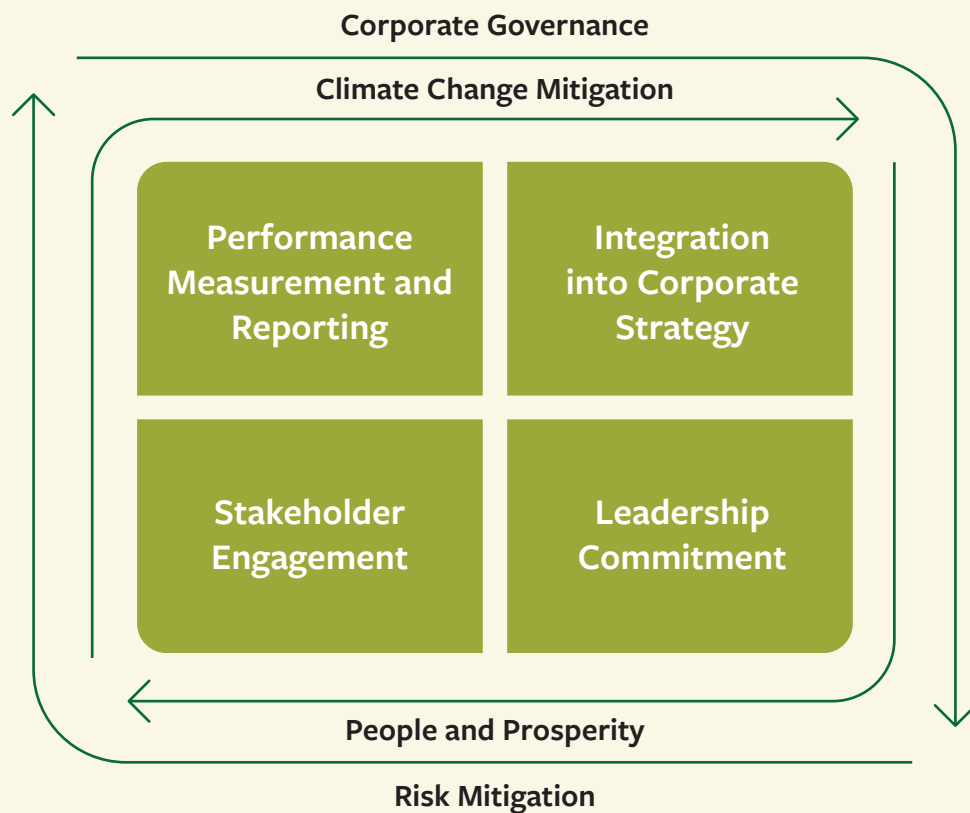 Corporate Governance
Climate Change Mitigation
Performance
Measurement and
Reporting
Integration
into Corporate
Strategy
Stakeholder
Engagement
Leadership
Commitment
People and Prosperity
Risk Mitigation